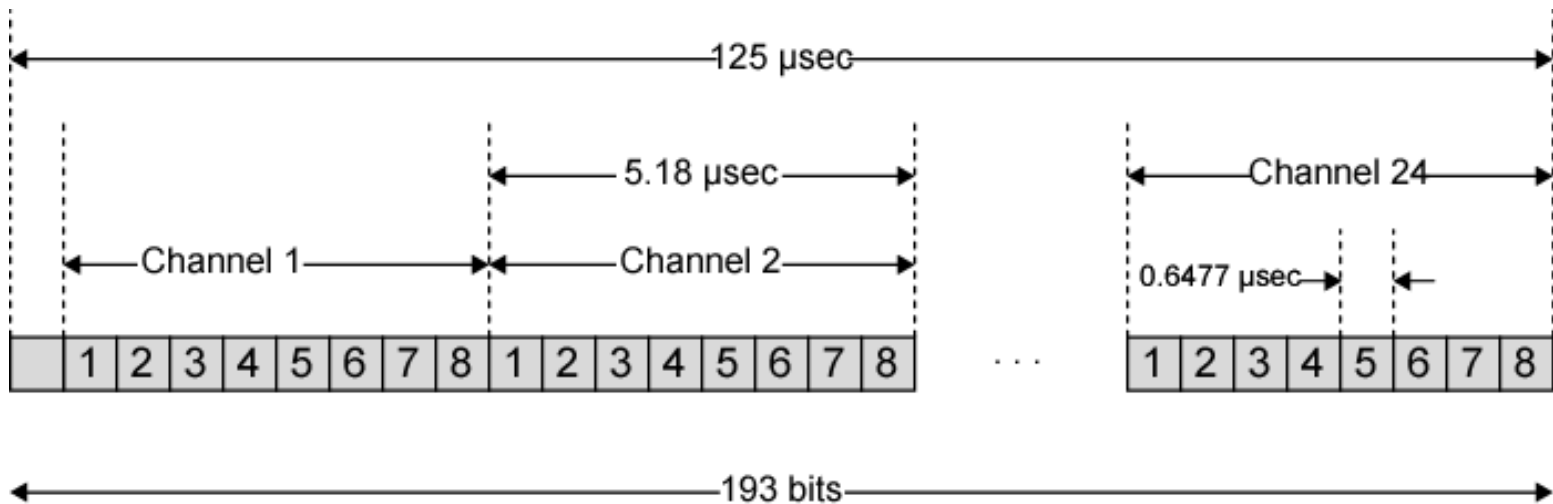 125 µsec
5.18 µsec Channel 24
Channel 1 Channel 2 0.6477 µsec
1 2 3 4 5 6 7 8 1 2 3 4 5 6 7 8 . . . 1 2 3 4 5 6 7 8
193 bits